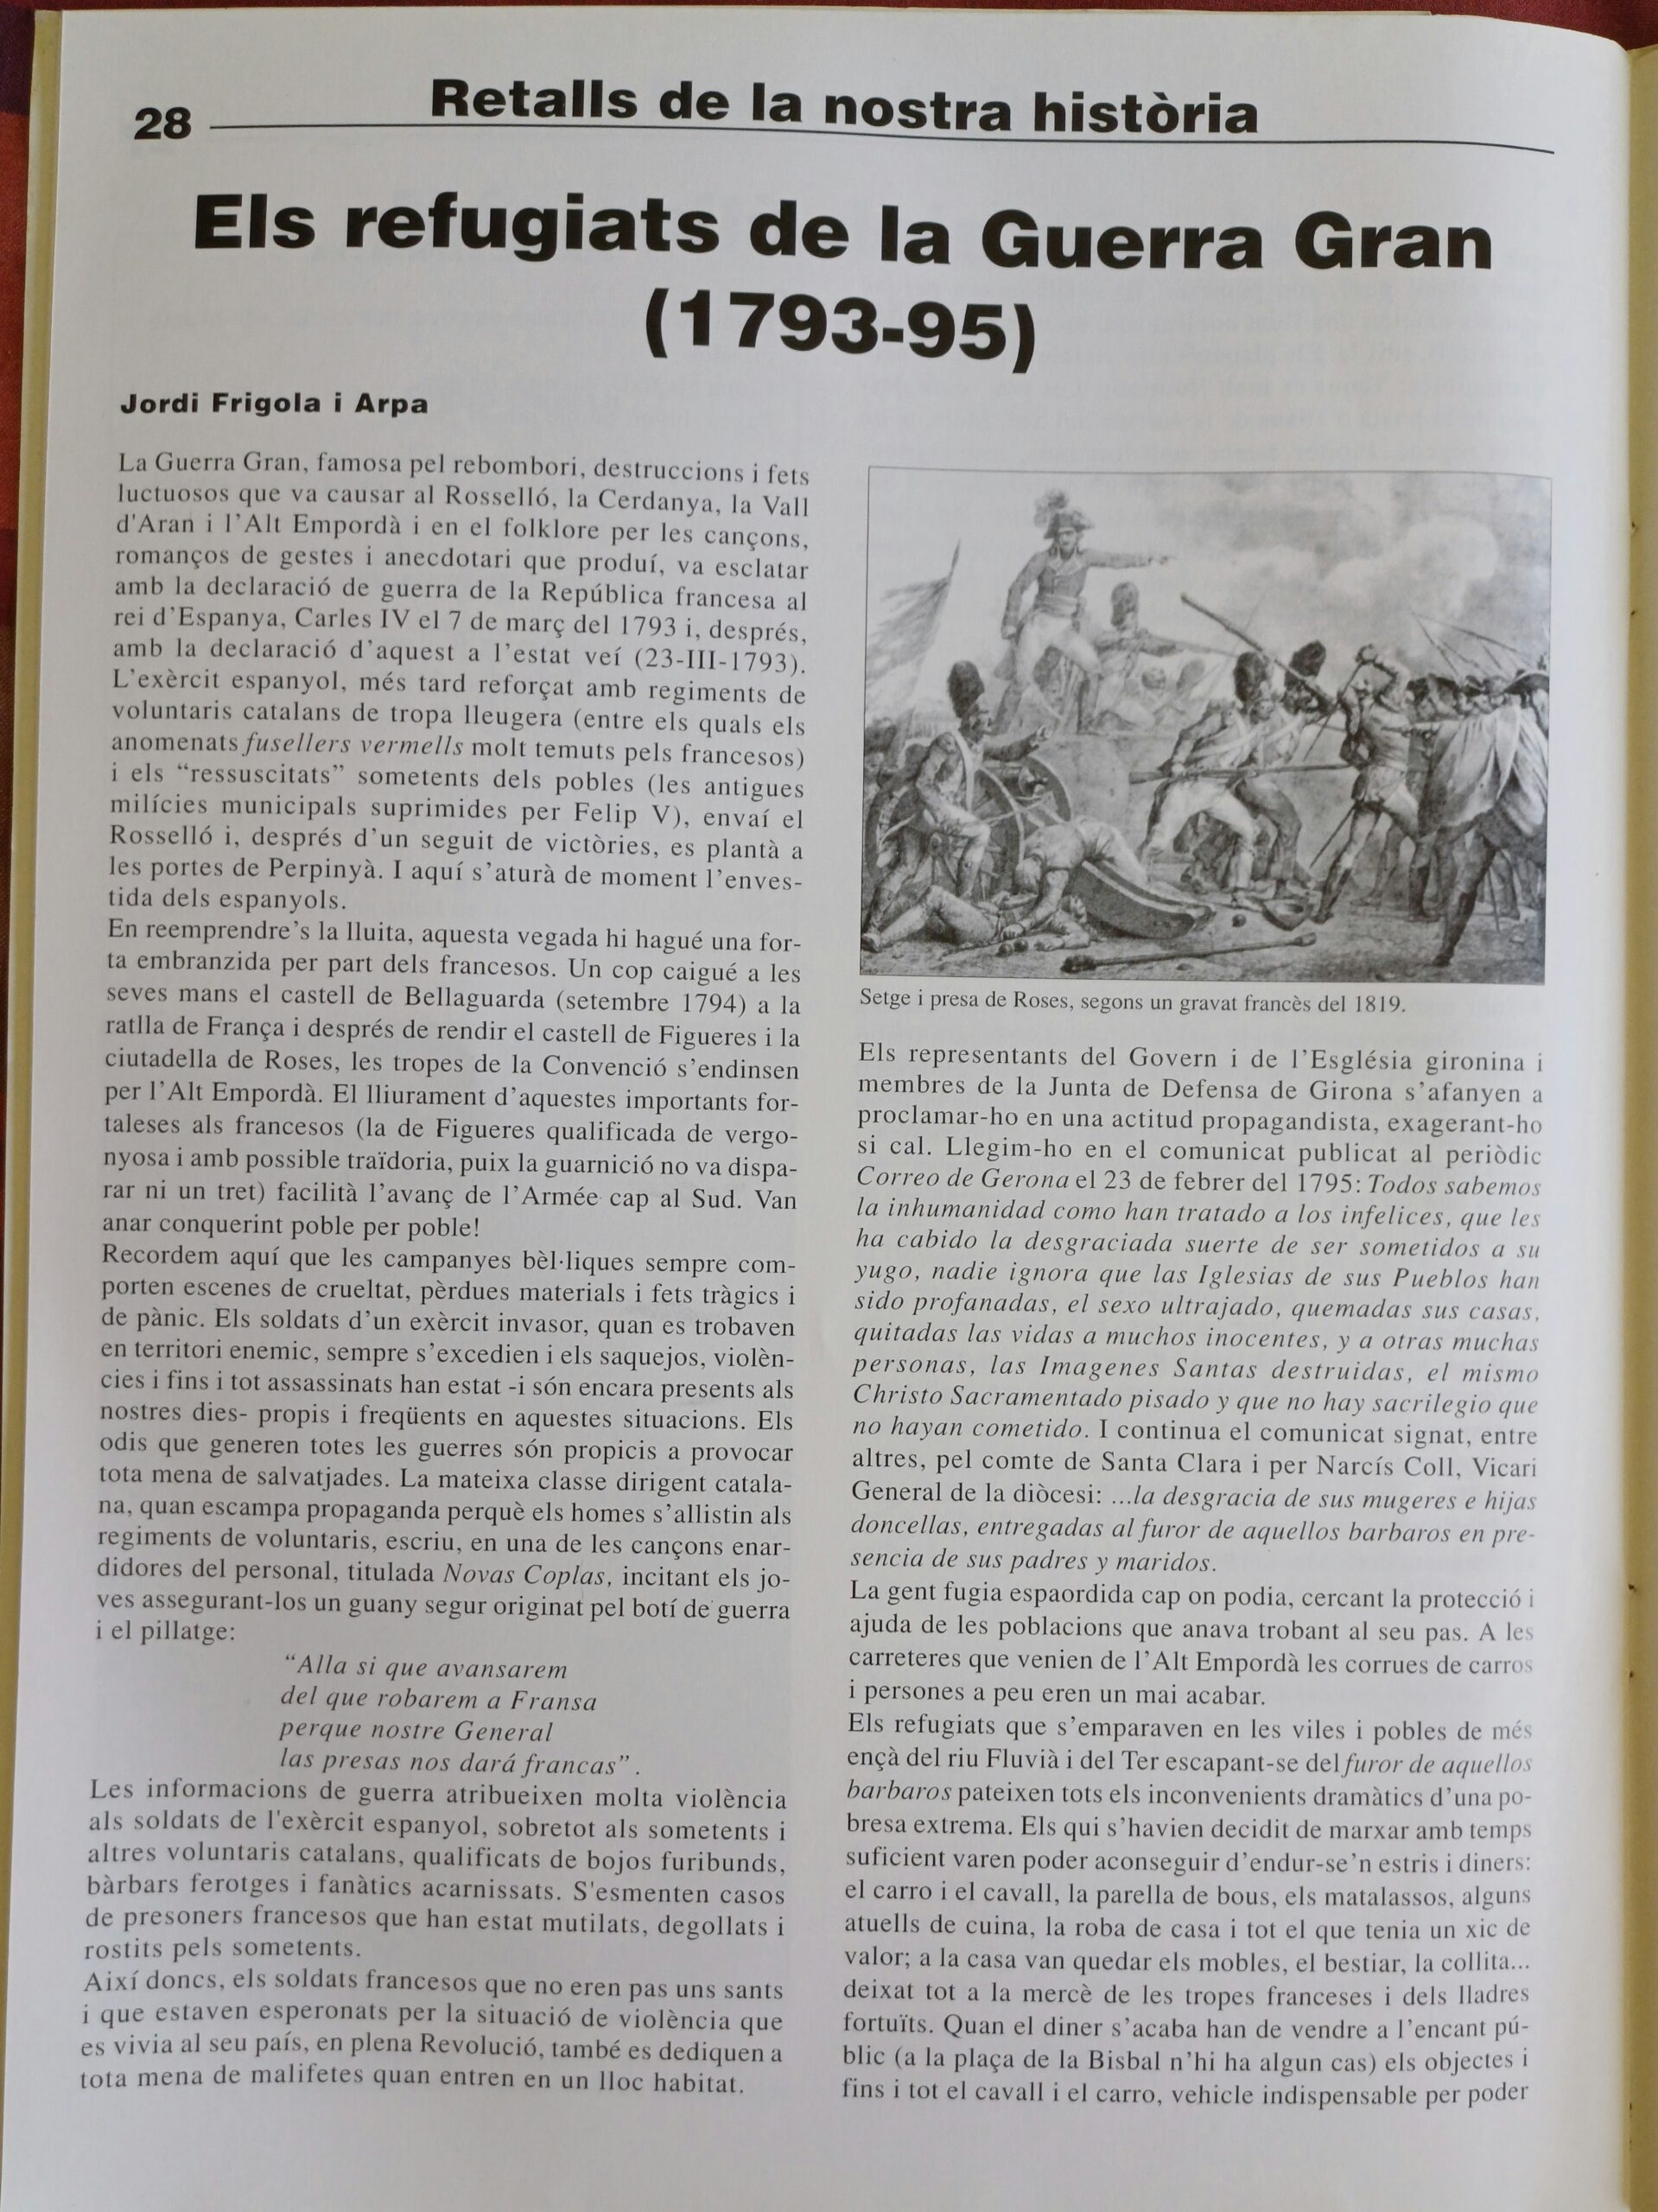 28
Retalls de la nostra història
Els refugiats de la Guerra Gran
(1793-95)
Jordi Frigola i Arpa
La Guerra Gran, famosa pel rebombori, destruccions i fets
luctuosos que va causar al Rosselló, la Cerdanya, la Vall
d'Aran i l’Alt Empordà i en el folklore per les cançons,
romanços de gestes i anecdotari que produí, va esclatar
amb la declaració de guerra de la República francesa al
rei d’Espanya, Carles IV el 7 de març del 1793 i, després,
amb la declaració d’aquest a l’estat veí (23-III-1793).
L’exèrcit espanyol, més tard reforçat amb regiments de
voluntaris catalans de tropa lleugera (entre els quals els
anomenats fusellers vermells molt temuts pels francesos)
i els “ressuscitats” sometents dels pobles (les antigues
milícies municipals suprimides per Felip V), envaí el
Rosselló i, després d’un seguit de victòries, es plantà a
les portes de Perpinyà. I aquí s’aturà de moment l’enves-
tida dels espanyols.
En reemprendre’s la lluita, aquesta vegada hi hagué una for-
ta embranzida per part dels francesos. Un cop caigué a les
seves mans el castell de Bellaguarda (setembre 1794) a la
ratlla de França i després de rendir el castell de Figueres i la
ciutadella de Roses, les tropes de la Convenció s’endinsen
per l’Alt Empordà. El lliurament d’aquestes importants for-
taleses als francesos (la de Figueres qualificada de vergo-
nyosa i amb possible traïdoria, puix la guarnició no va dispa-
rar ni un tret) facilità l’avanç de l’Armée cap al Sud. Van
anar conquerint poble per poble!
Recordem aquí que les campanyes bèl·liques sempre com-
porten escenes de crueltat, pèrdues materials i fets tràgics i
de pànic. Els soldats d’un exèrcit invasor, quan es trobaven
en territori enemic, sempre s’excedien i els saquejos, violèn-
cies i fins i tot assassinats han estat -i són encara presents als
nostres dies- propis i freqüents en aquestes situacions. Els
odis que generen totes les guerres són propicis a provocar
tota mena de salvatjades. La mateixa classe dirigent catala-
na, quan escampa propaganda perquè els homes s’allistin als
regiments de voluntaris, escriu, en una de les cançons enar-
didores del personal, titulada Novas Coplas, incitant els jo-
ves assegurant-los un guany segur originat pel botí de guerra
i el pillatge:
“Alla si que avansarem
del que robarem a Fransa
perque nostre General
las presas nos dará francas”.
Les informacions de guerra atribueixen molta violència
als soldats de l'exèrcit espanyol, sobretot als sometents i
altres voluntaris catalans, qualificats de bojos furibunds,
bàrbars ferotges i fanàtics acarnissats. S'esmenten casos
de presoners francesos que han estat mutilats, degollats i
rostits pels sometents.
Així doncs, els soldats francesos que no eren pas uns sants
i que estaven esperonats per la situació de violència que
es vivia al seu país, en plena Revolució, també es dediquen a
tota mena de malifetes quan entren en un lloc habitat.
Setge i presa de Roses, segons un gravat francès del 1819.
Els representants del Govern i de l’Església gironina i
membres de la Junta de Defensa de Girona s’afanyen a
proclamar-ho en una actitud propagandista, exagerant-ho
si cal. Llegim-ho en el comunicat publicat al periòdic
Correo de Gerona el 23 de febrer del 1795: Todos sabemos
la inhumanidad como han tratado a los infelices, que les
ha cabido la desgraciada suerte de ser sometidos a su
yugo, nadie ignora que las Iglesias de sus Pueblos han
sido profanadas, el sexo ultrajado, quemadas sus casas,
quitadas las vidas a muchos inocentes, y a otras muchas
personas, las Imagenes Santas destruidas, el mismo
Christo Sacramentado pisado y que no hay sacrilegio que
no hayan cometido. I continua el comunicat signat, entre
altres, pel comte de Santa Clara i per Narcís Coll, Vicari
General de la diòcesi: ...la desgracia de sus mugeres e hijas
doncellas, entregadas al furor de aquellos barbaros en pre-
sencia de sus padres y maridos.
La gent fugia espaordida cap on podia, cercant la protecció i
ajuda de les poblacions que anava trobant al seu pas. A les
carreteres que venien de l’Alt Empordà les corrues de carros
i persones a peu eren un mai acabar.
Els refugiats que s’emparaven en les viles i pobles de més
ençà del riu Fluvià i del Ter escapant-se del furor de aquellos
barbaros pateixen tots els inconvenients dramàtics d’una po-
bresa extrema. Els qui s’havien decidit de marxar amb temps
suficient varen poder aconseguir d’endur-se’n estris i diners:
el carro i el cavall, la parella de bous, els matalassos, alguns
atuells de cuina, la roba de casa i tot el que tenia un xic de
valor; a la casa van quedar els mobles, el bestiar, la collita...
deixat tot a la mercè de les tropes franceses i dels lladres
fortuïts. Quan el diner s’acaba han de vendre a l’encant pú-
blic (a la plaça de la Bisbal n’hi ha algun cas) els objectes i
fins i tot el cavall i el carro, vehicle indispensable per poder